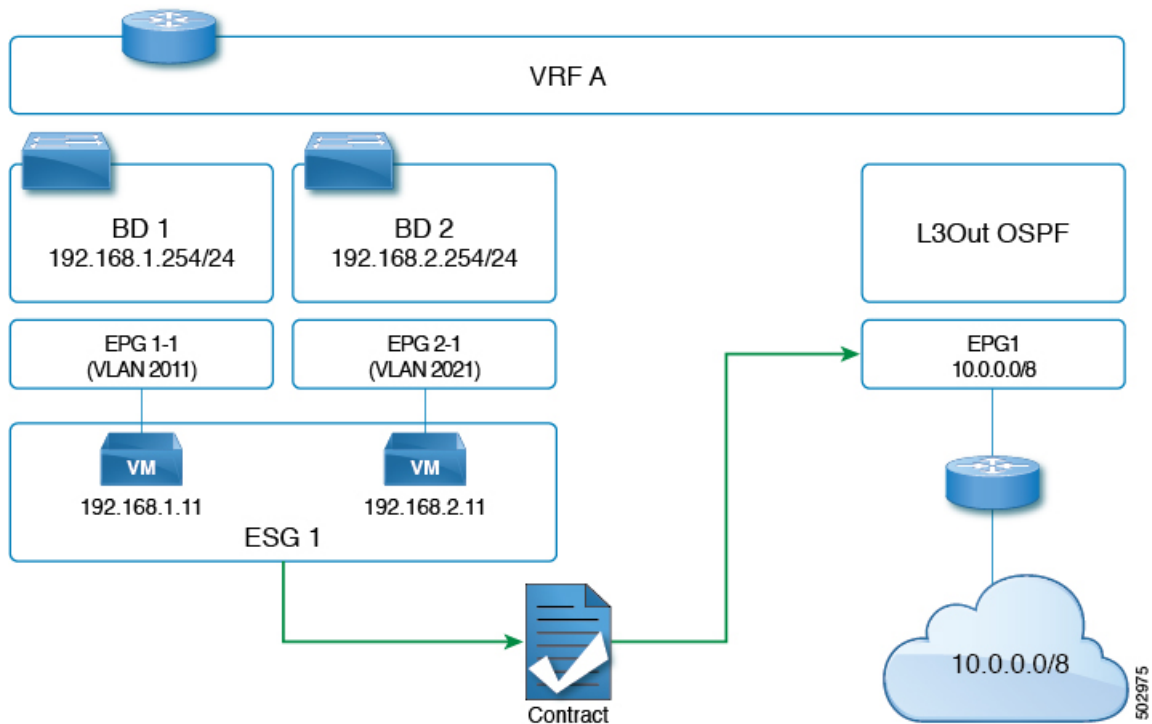 VRF A
BD 1
192.168.1.254/24
BD 2
192.168.2.254/24
L3Out OSPF
EPG 1-1
(VLAN 2011)
EPG 2-1
(VLAN 2021)
EPG1
10.0.0.0/8
VM
192.168.1.11
VM
192.168.2.11
ESG 1
Contract
10.0.0.0/8
502975